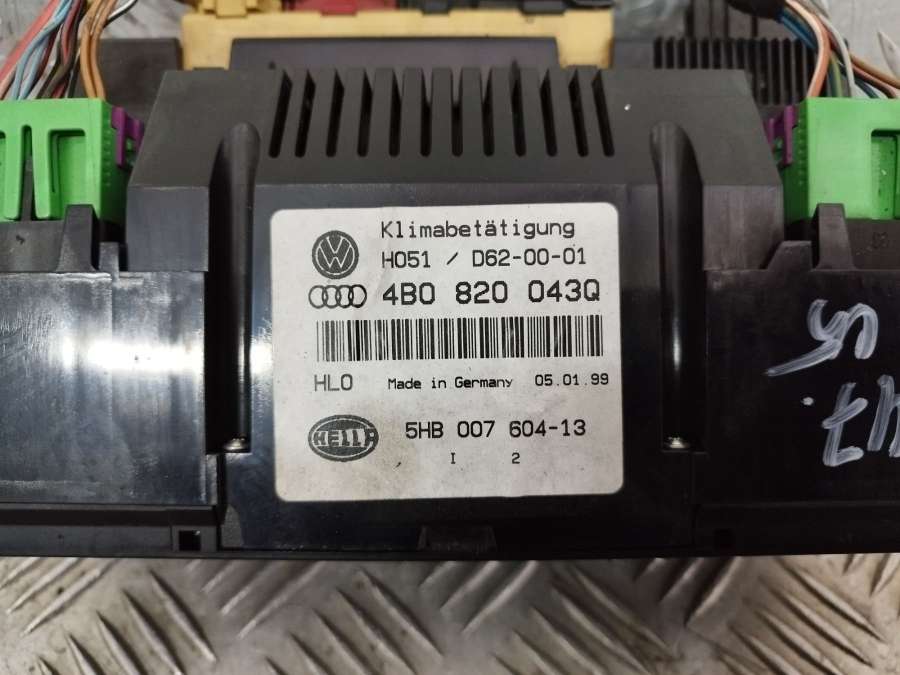 Klimabetätigung
H051 / D62-00-01
4B0 820 043Q
HLO Made in Germany 05.01.99
HELLA 5HB 007 604-13
I 2